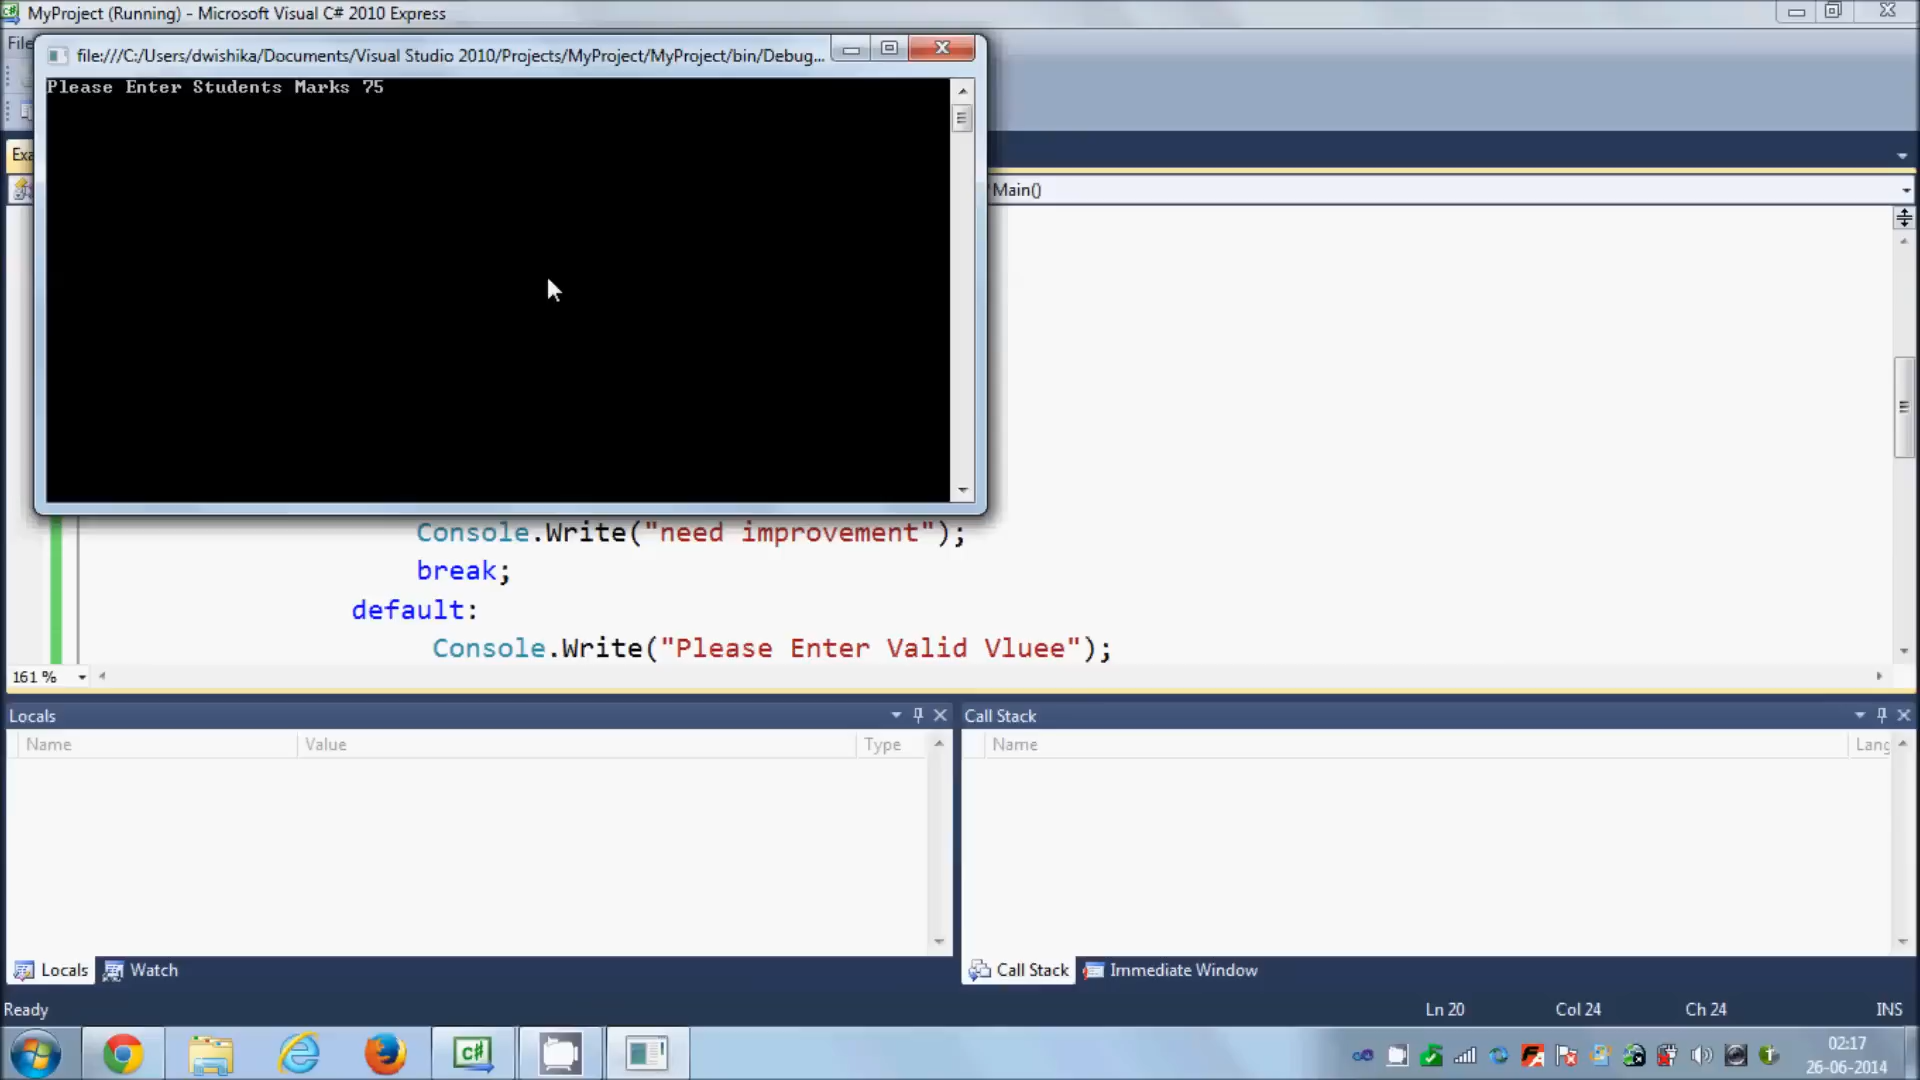 MyProject (Running) - Microsoft Visual C# 2010 Express
File
file:///C:/Users/dwishika/Documents/Visual Studio 2010/Projects/MyProject/MyProject/bin/Debug...
Please Enter Students Marks 75
Exa
Main()
Console.Write("need improvement");
break;
default:
Console.Write("Please Enter Valid Vluee");
161 %
Locals
Call Stack
Name Value Type
Name Lang
Locals Watch
Call Stack Immediate Window
Ready Ln 20 Col 24 Ch 24 INS
02:17
26-06-2014